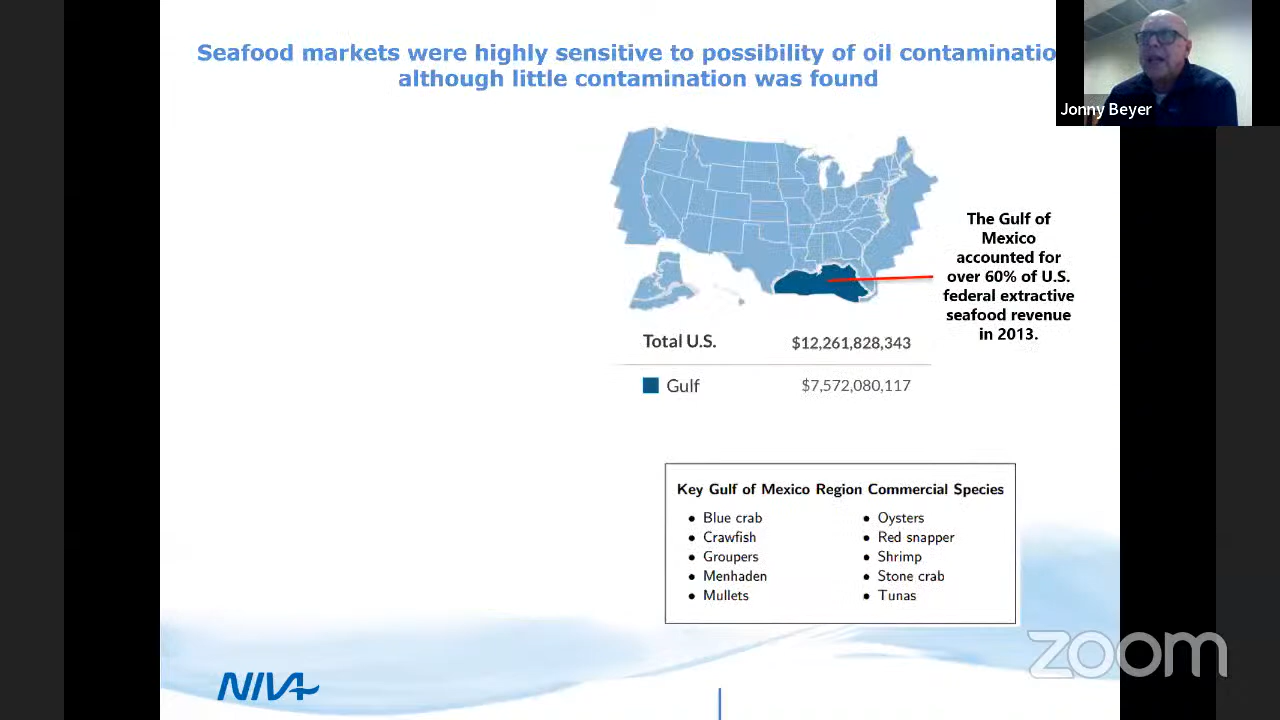 Seafood markets were highly sensitive to possibility of oil contaminatio
although little contamination was found
Jonny Beyer
The Gulf of
Mexico
accounted for
over 60% of U.S.
federal extractive
seafood revenue
in 2013.
Total U.S. $12,261,828,343
Gulf $7,572,080,117
Key Gulf of Mexico Region Commercial Species
• Blue crab • Oysters
• Crawfish • Red snapper
• Groupers • Shrimp
• Menhaden • Stone crab
• Mullets • Tunas
NIVA
zoom